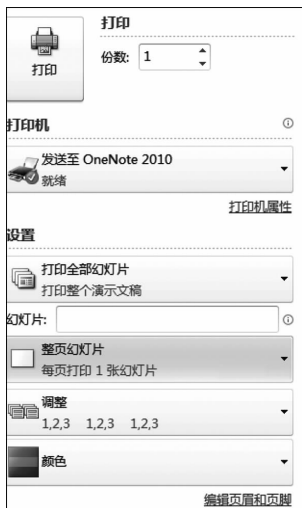 打印
打印
份数: 1
打印机
发送至 OneNote 2010
就绪
打印机属性
设置
打印全部幻灯片
打印整个演示文稿
幻灯片:
整页幻灯片
每页打印 1 张幻灯片
调整
1,2,3 1,2,3 1,2,3
颜色
编辑页眉和页脚